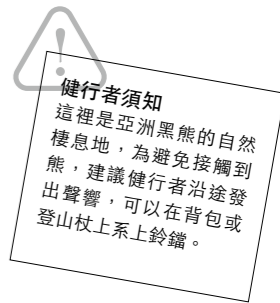 健行者須知
這裡是亞洲黑熊的自然
棲息地，為避免接觸到
熊，建議健行者沿途發
出聲響，可以在背包或
登山杖上系上鈴鐺。